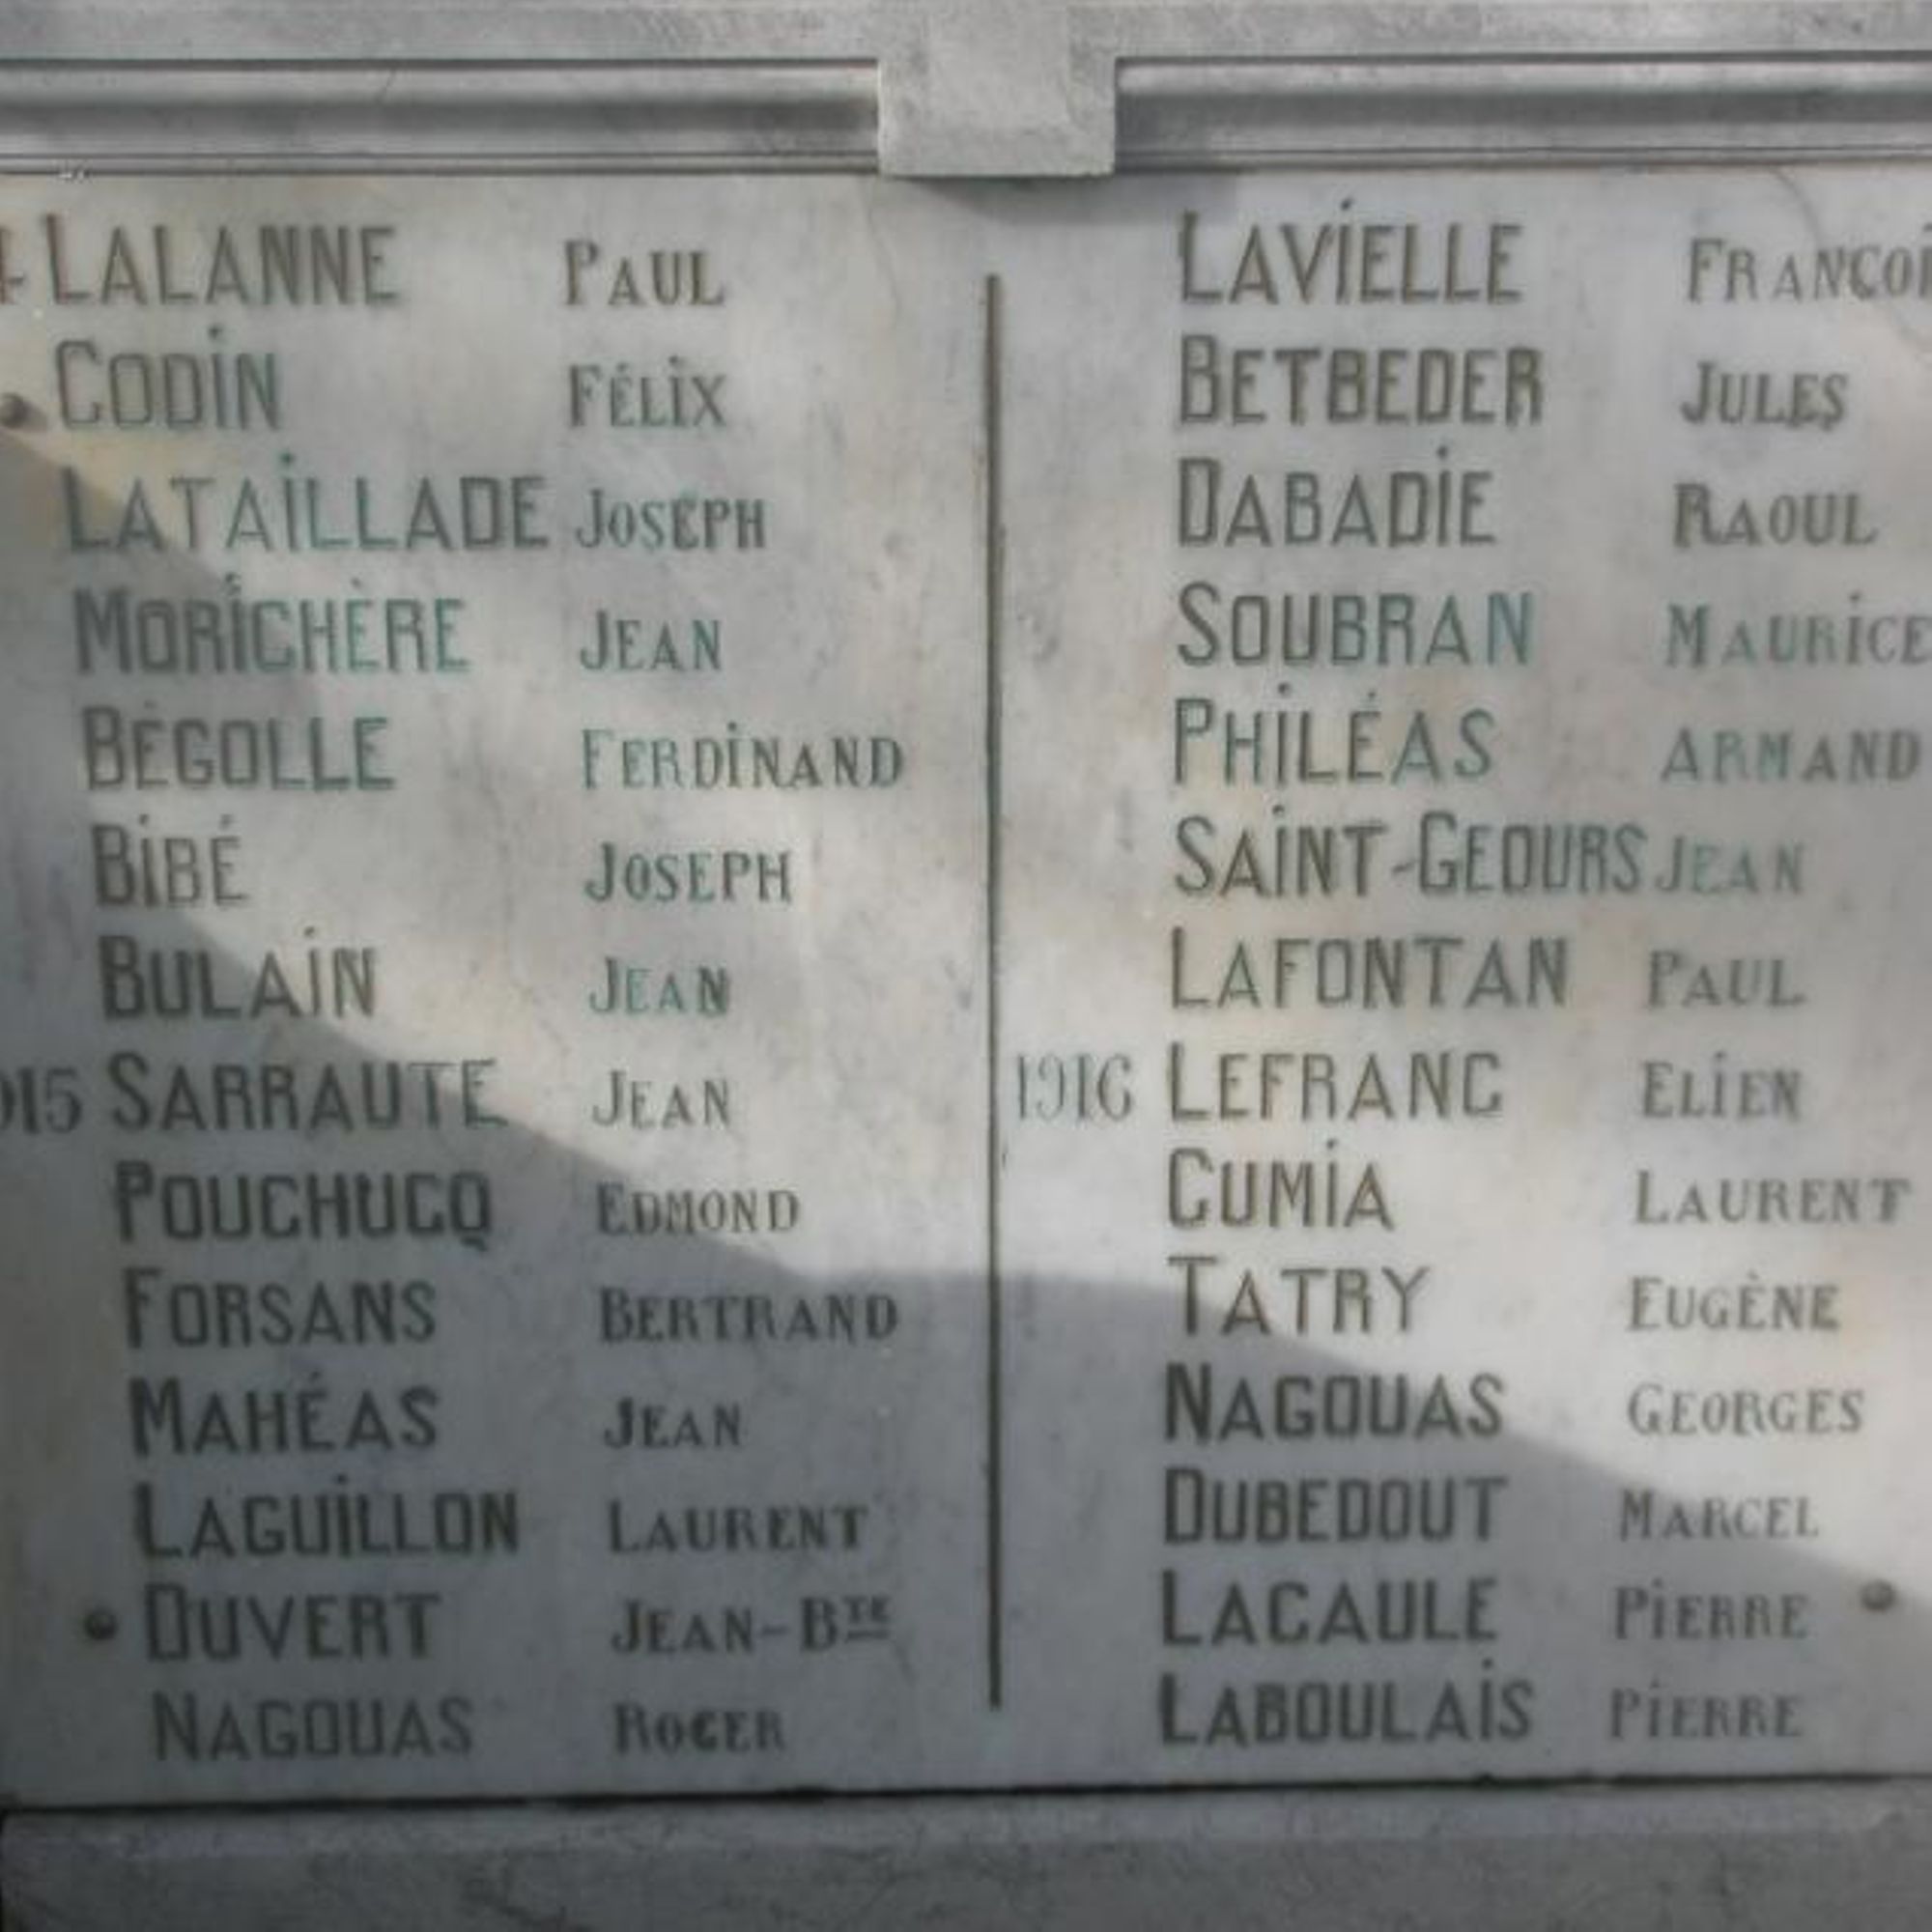 4 LALANNE PAUL
CODIN FÉLIX
LATAILLADE JOSEPH
MORICHÈRE JEAN
BÉGOLLE FERDINAND
BIBÉ JOSEPH
BULAIN JEAN
915 SARRAUTE JEAN
POUCHUCQ EDMOND
FORSANS BERTRAND
MAHÉAS JEAN
LAGUILLON LAURENT
DUVERT JEAN-BTE
NAGOUAS ROGER
LAVIELLE FRANÇOI
BETBEDER JULES
DABADIE RAOUL
SOUBRAN MAURICE
PHILÉAS ARMAND
SAINT-GEOURS JEAN
LAFONTAN PAUL
1916 LEFRANC ELIEN
CUMIA LAURENT
TATRY EUGÈNE
NAGOUAS GEORGES
DUBEDOUT MARCEL
LACAULE PIERRE
LABOULAIS PIERRE